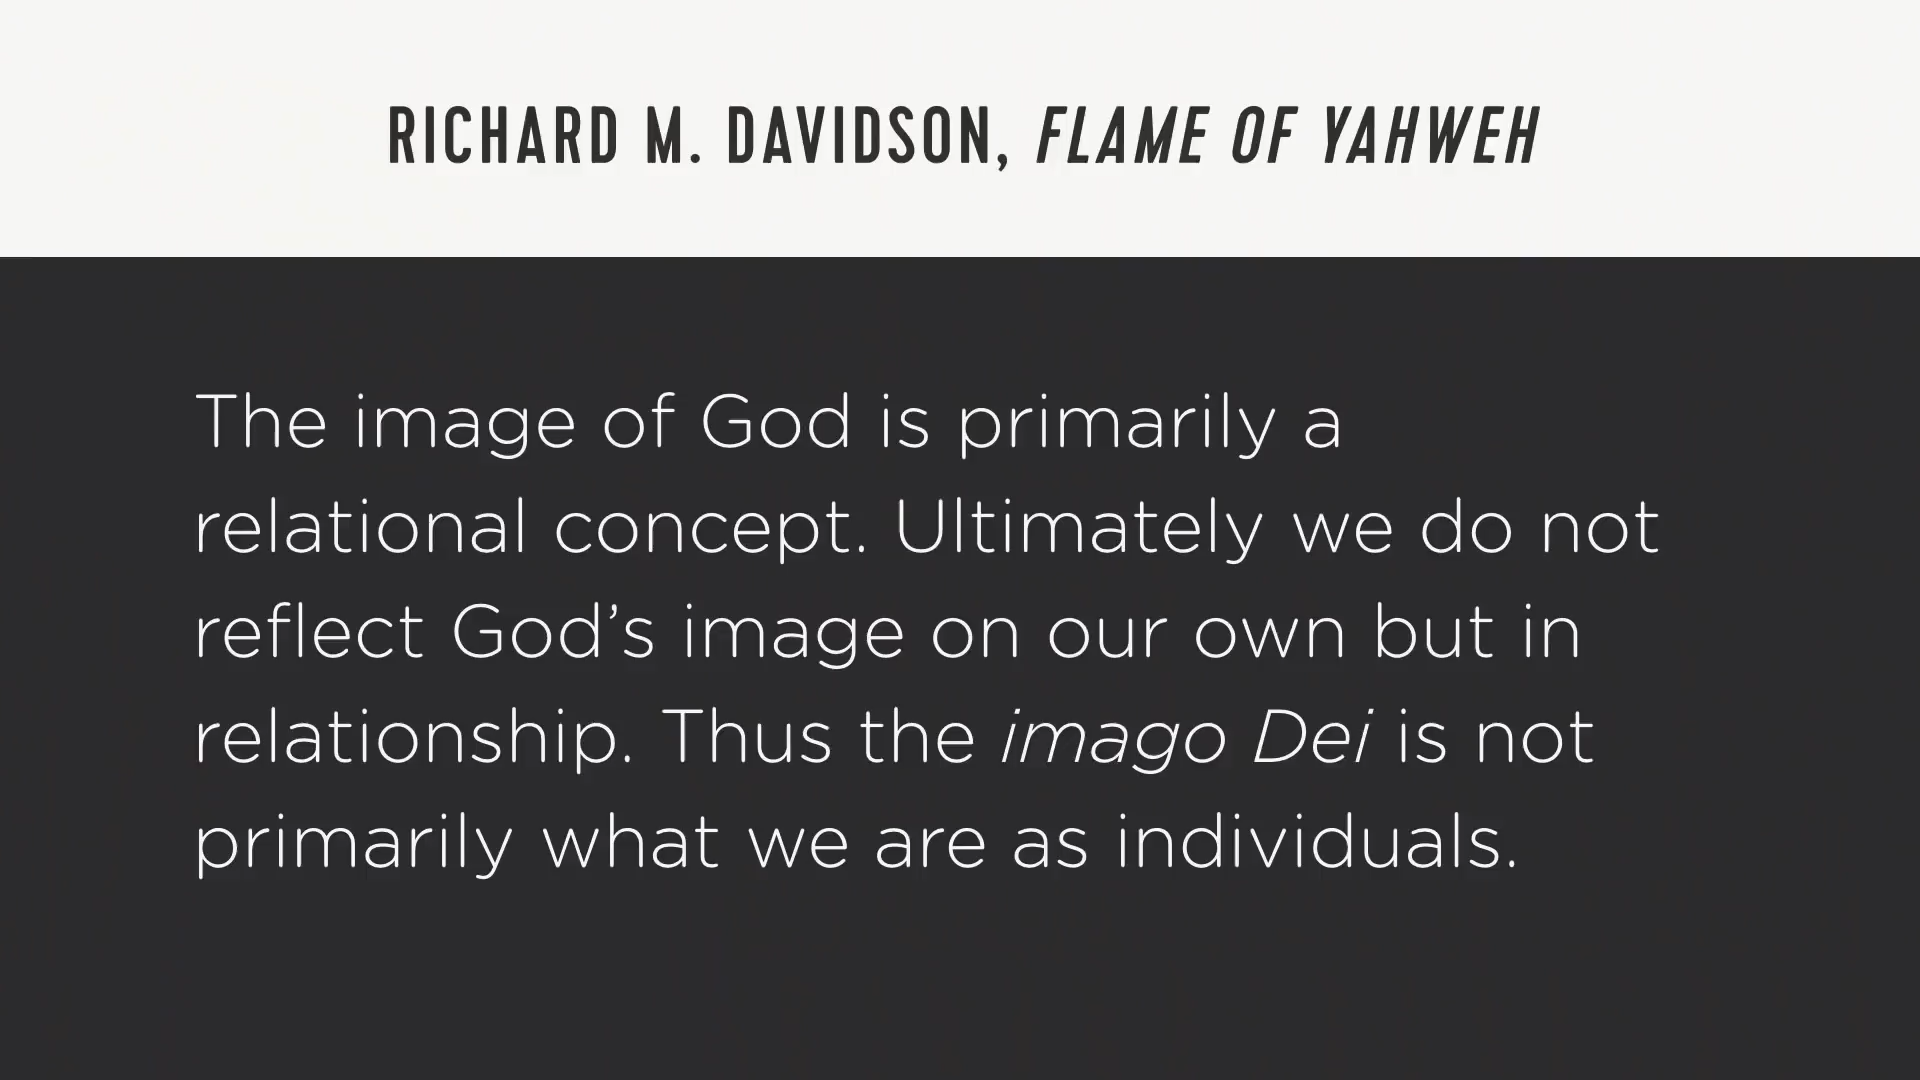 RICHARD M. DAVIDSON, FLAME OF YAHWEH
The image of God is primarily a
relational concept. Ultimately we do not
reflect God’s image on our own but in
relationship. Thus the imago Dei is not
primarily what we are as individuals.